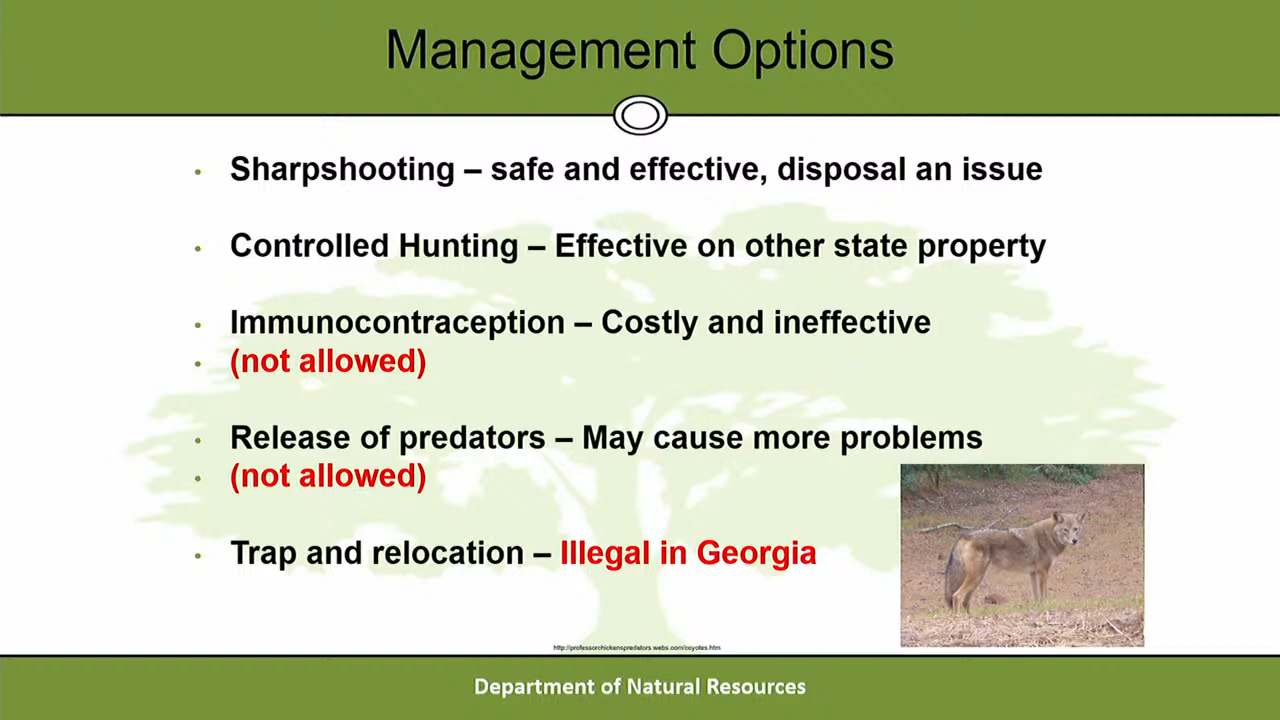 Management Options
• Sharpshooting – safe and effective, disposal an issue
• Controlled Hunting – Effective on other state property
• Immunocontraception – Costly and ineffective
• (not allowed)
• Release of predators – May cause more problems
• (not allowed)
• Trap and relocation – Illegal in Georgia
http://professorchickenspredators.webs.com/coyotes.htm
Department of Natural Resources